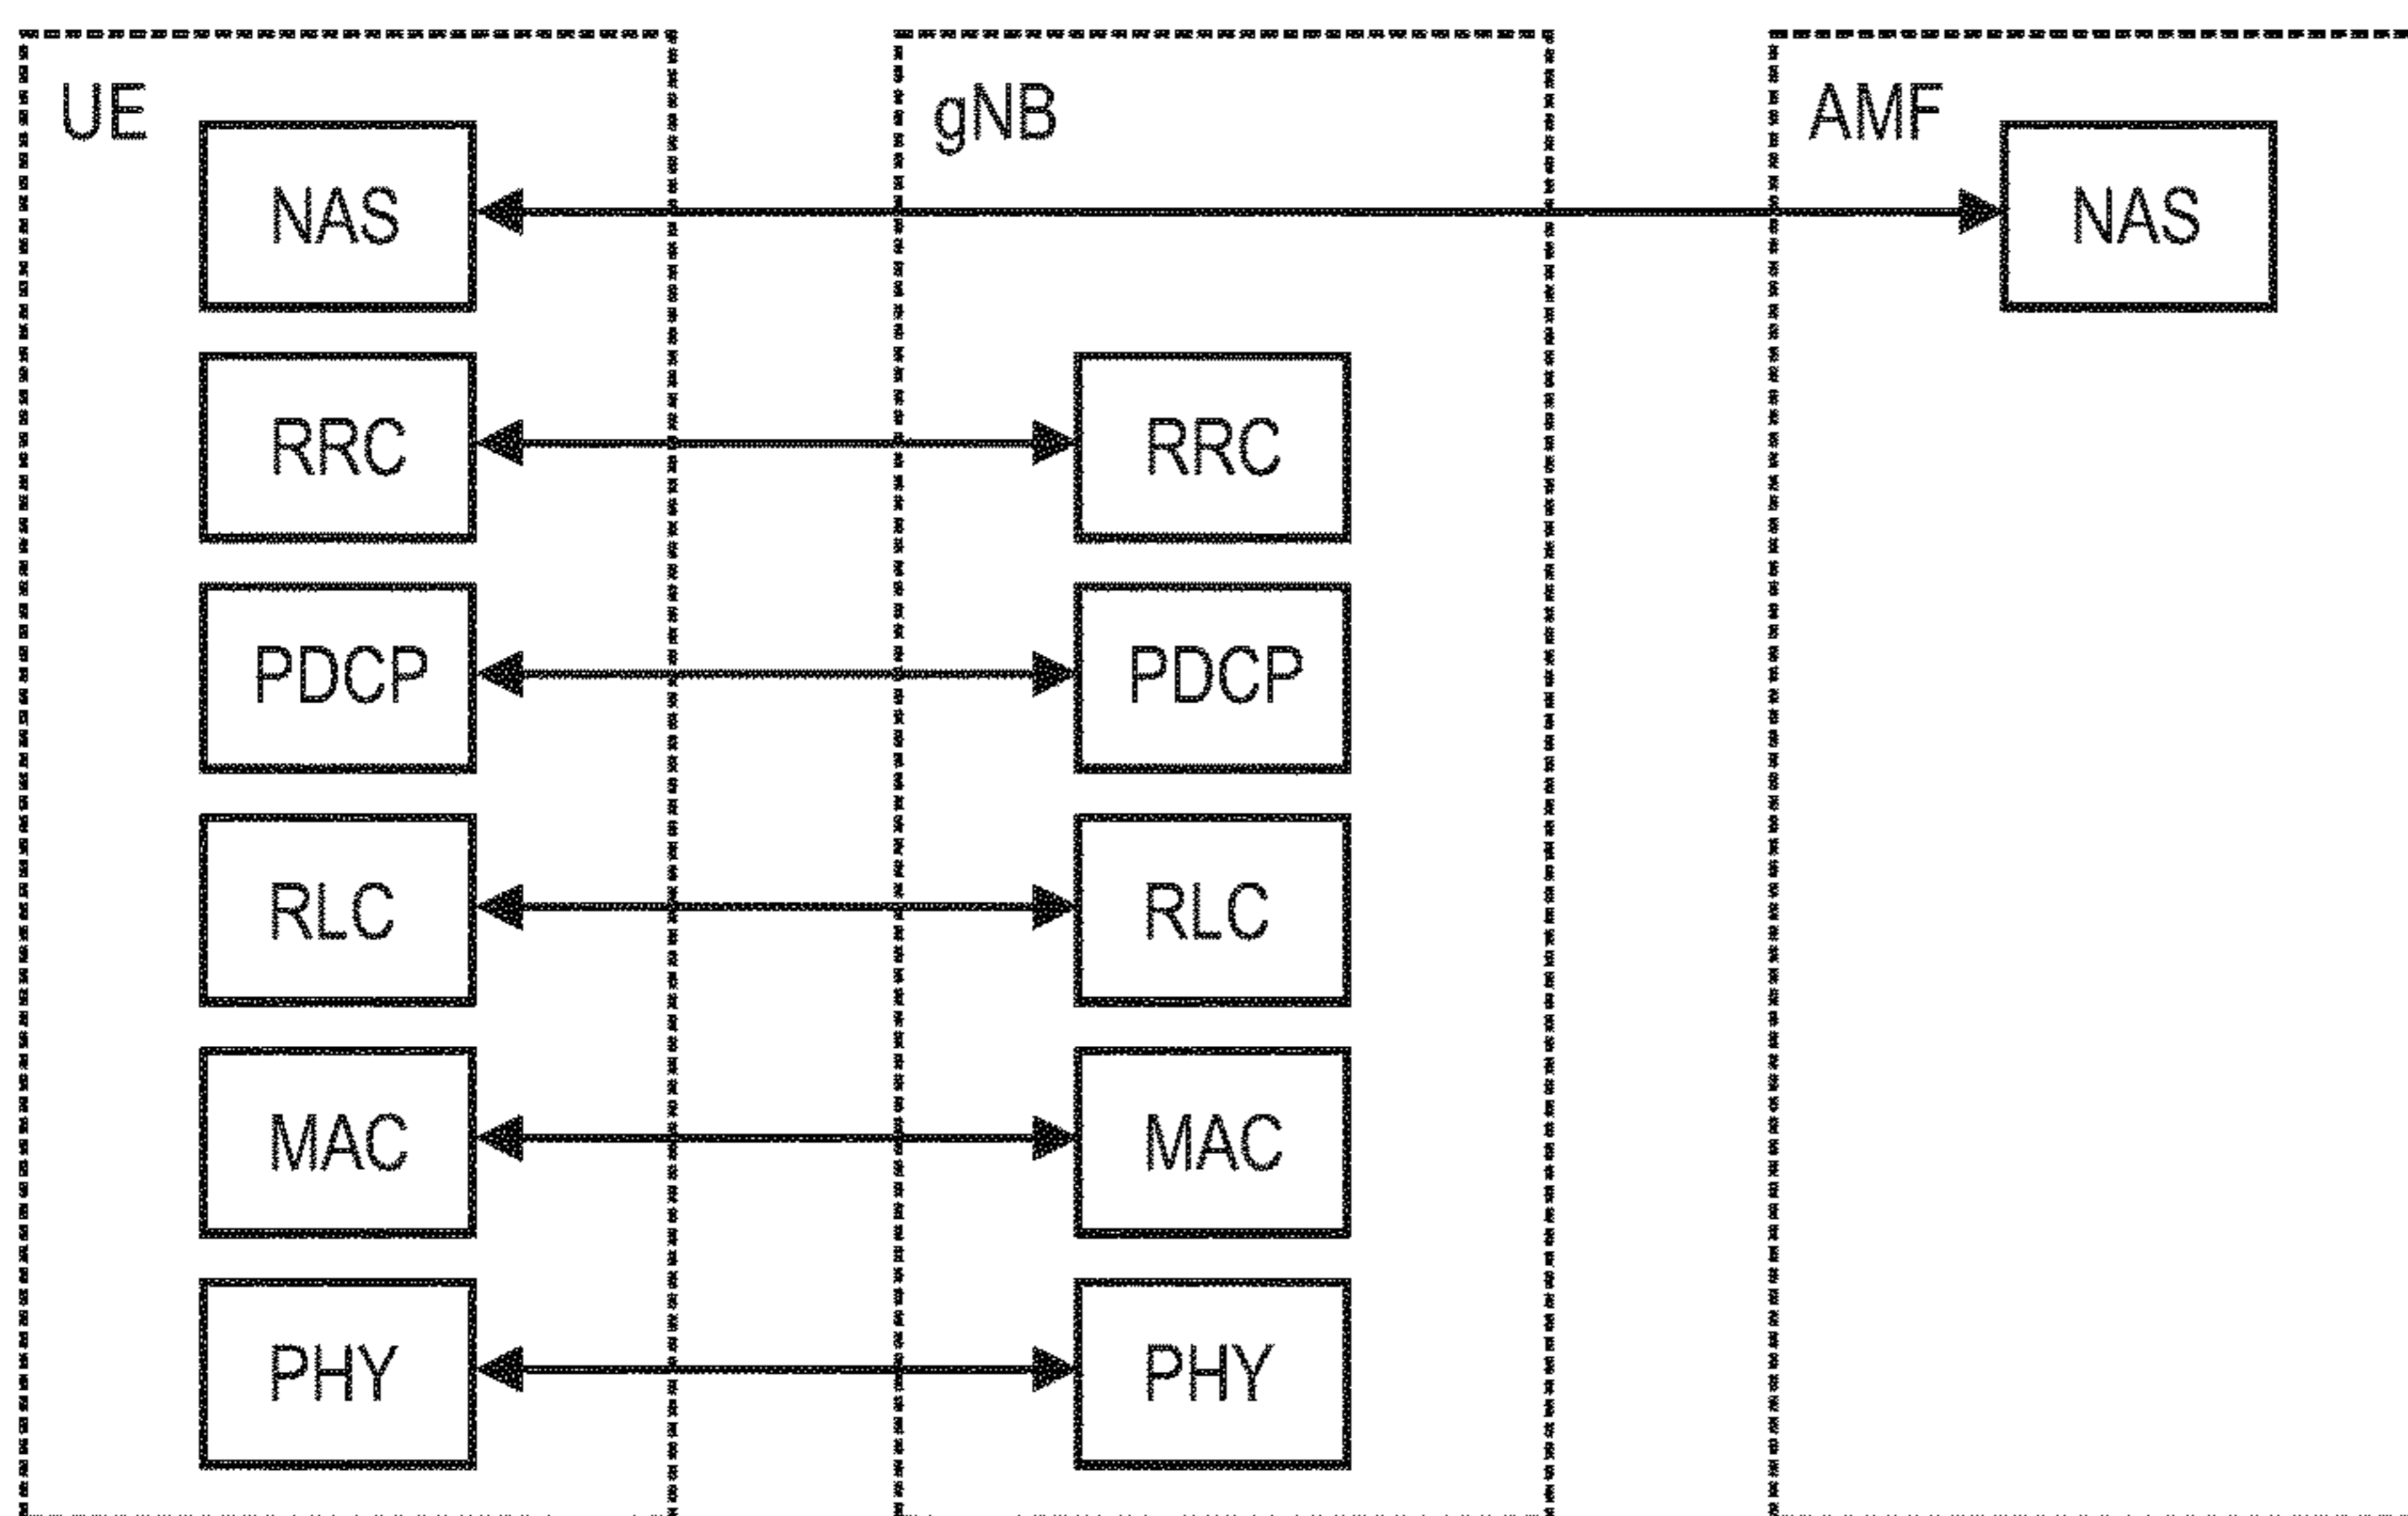 UE
gNB
AMF
NAS
NAS
RRC
RRC
PDCP
PDCP
RLC
RLC
MAC
MAC
PHY
PHY